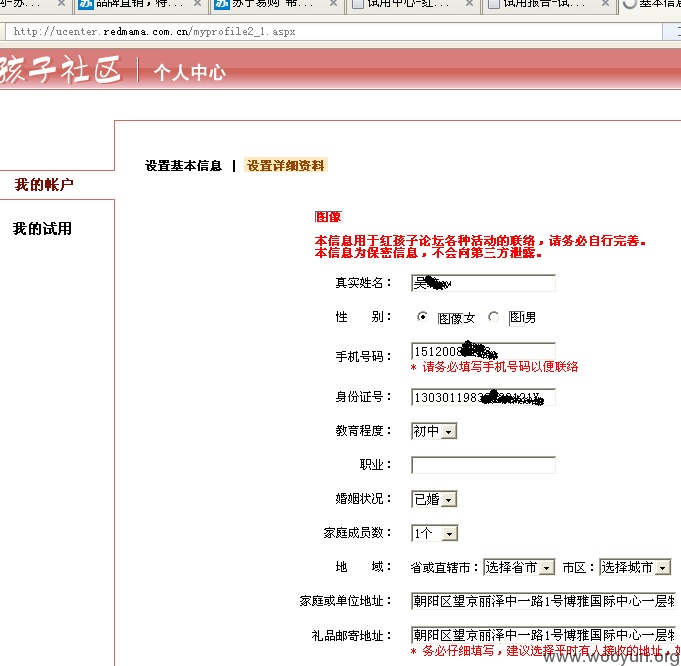 购-苏... 品牌直销，特... 苏宁易购 帮... 试用中心-红... 试用报告-试... 基本信息
http://ucenter.redmama.com.cn/myprofile2_1.aspx
孩子社区 个人中心
设置基本信息 | 设置详细资料
我的帐户
我的试用
图像
本信息用于红孩子论坛各种活动的联络，请务必自行完善。
本信息为保密信息，不会向第三方泄露。
真实姓名： 吴
性 别： 图像女 图i男
手机号码： 1512008
* 请务必填写手机号码以便联络
身份证号： 130301198
教育程度： 初中
职业：
婚姻状况： 已婚
家庭成员数： 1个
地 域： 省或直辖市： 选择省市 市区： 选择城市
家庭或单位地址： 朝阳区望京丽泽中一路1号博雅国际中心一层
礼品邮寄地址： 朝阳区望京丽泽中一路1号博雅国际中心一层
* 务必仔细填写，建议选择平时有人接收的地址，
www.wooyun.org